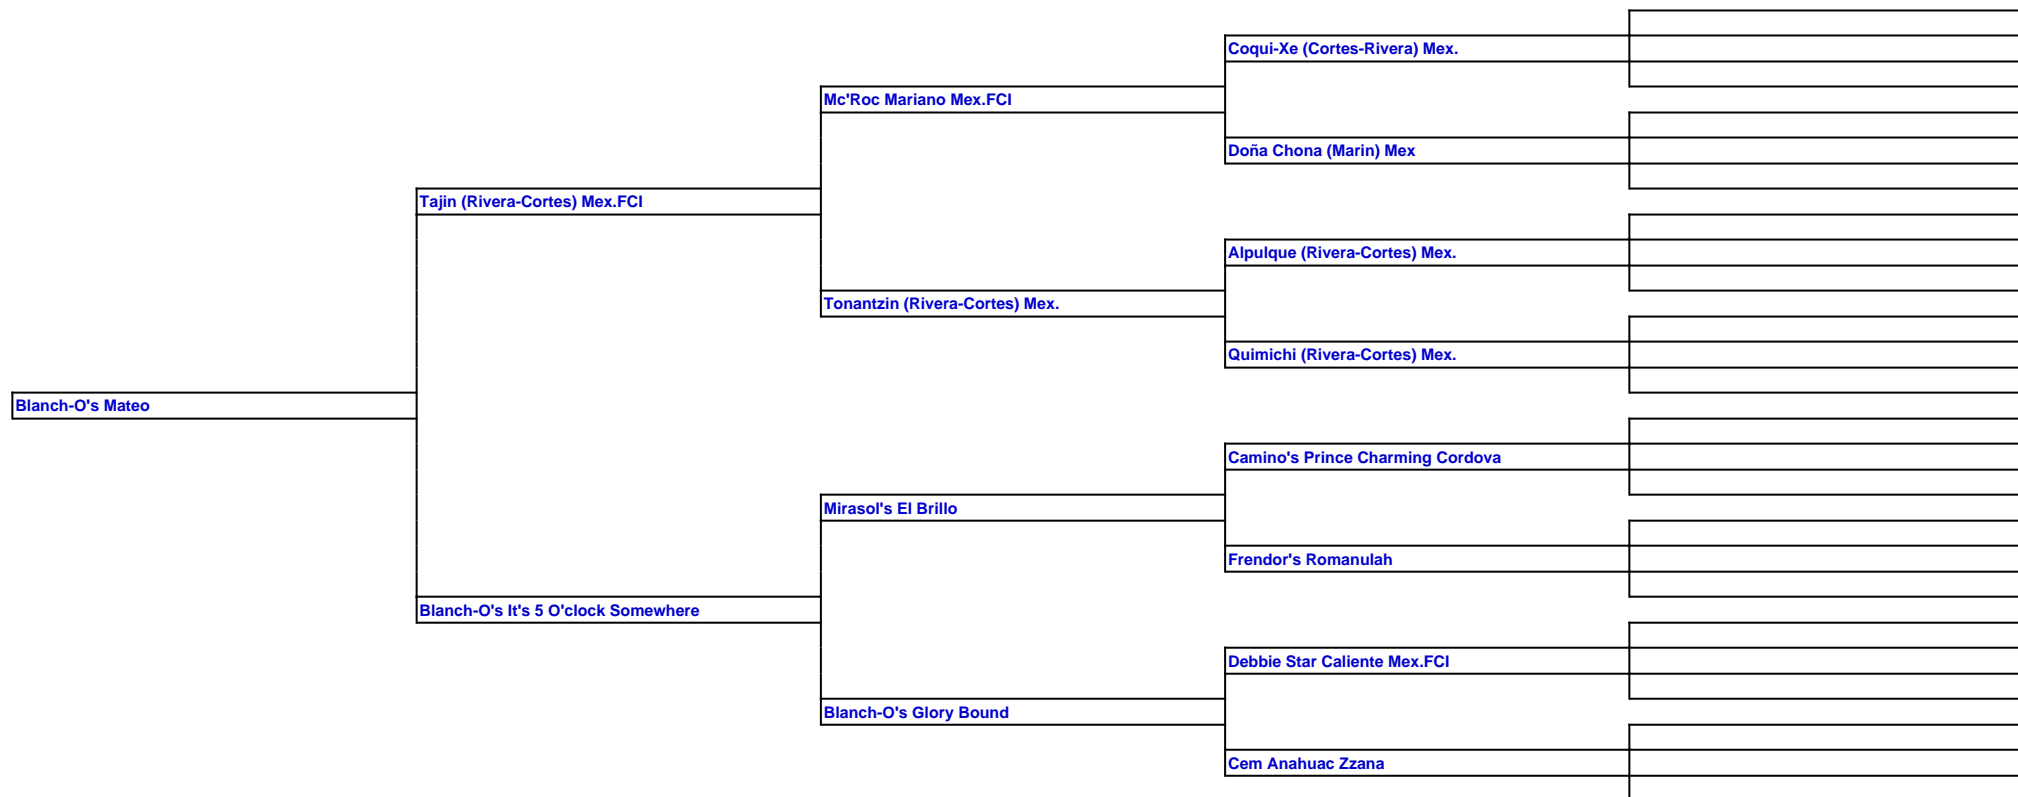 Coqui-Xe (Cortes-Rivera) Mex.
Mc'Roc Mariano Mex.FCI
Doña Chona (Marin) Mex
Tajin (Rivera-Cortes) Mex.FCI
Alpulque (Rivera-Cortes) Mex.
Tonantzin (Rivera-Cortes) Mex.
Quimichi (Rivera-Cortes) Mex.
Blanch-O's Mateo
Camino's Prince Charming Cordova
Mirasol's El Brillo
Frendor's Romanulah
Blanch-O's It's 5 O'clock Somewhere
Debbie Star Caliente Mex.FCI
Blanch-O's Glory Bound
Cem Anahuac Zzana